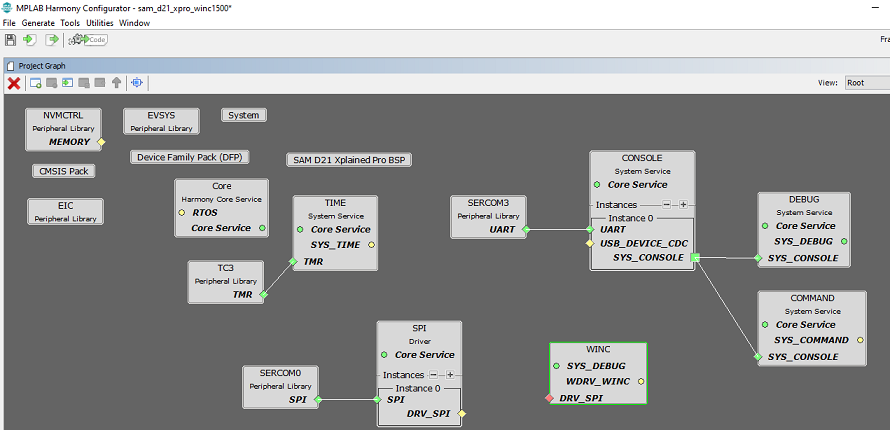 MPLAB Harmony Configurator - sam_d21_xpro_winc1500*
File Generate Tools Utilities Window
Code
Fra
Project Graph
View: Root
NVMCTRL
Peripheral Library
MEMORY
EVSYS
Peripheral Library
System
CMSIS Pack
Device Family Pack (DFP)
SAM D21 Xplained Pro BSP
EIC
Peripheral Library
Core
Harmony Core Service
RTOS
Core Service
TIME
System Service
Core Service
SYS_TIME
TMR
TC3
Peripheral Library
TMR
SERCOM3
Peripheral Library
UART
CONSOLE
System Service
Core Service
Instances
Instance 0
UART
USB_DEVICE_CDC
SYS_CONSOLE
DEBUG
System Service
Core Service
SYS_DEBUG
SYS_CONSOLE
COMMAND
System Service
Core Service
SYS_COMMAND
SYS_CONSOLE
SERCOM0
Peripheral Library
SPI
SPI
Driver
Core Service
Instances
Instance 0
SPI
DRV_SPI
WINC
SYS_DEBUG
WDRV_WINC
DRV_SPI